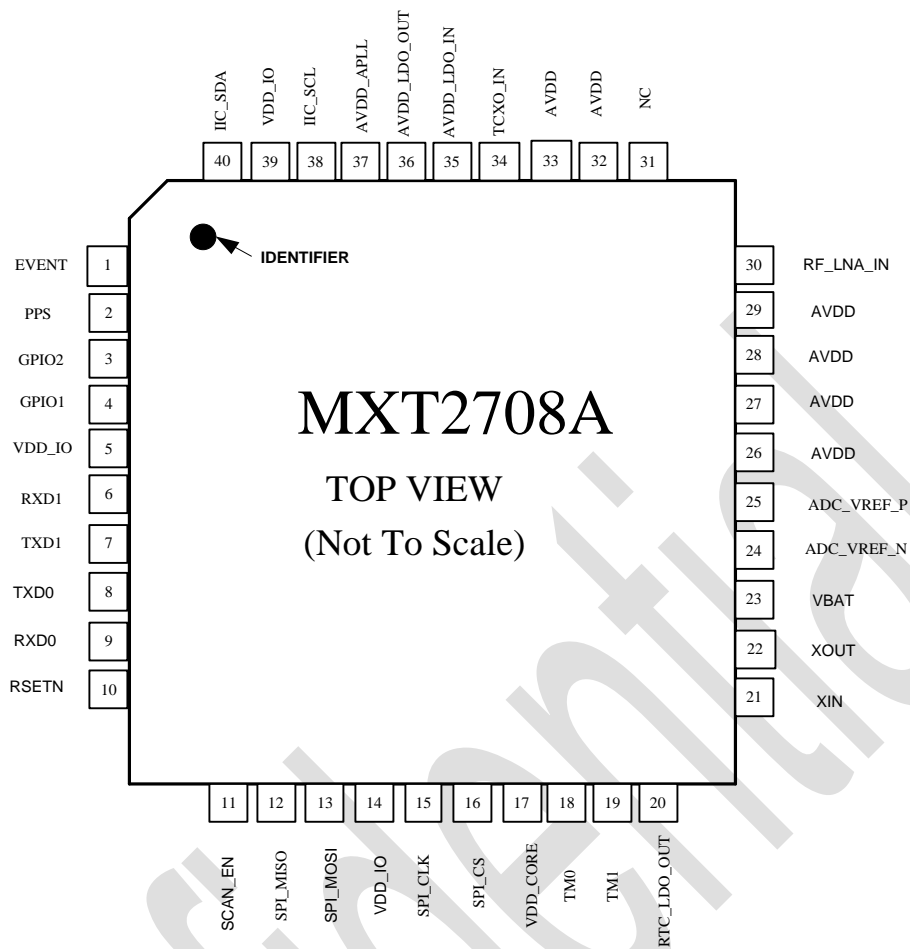 IIC_SDA
VDD_IO
IIC_SCL
AVDD_APLL
AVDD_LDO_OUT
AVDD_LDO_IN
TCXO_IN
AVDD
AVDD
NC
40
39
38
37
36
35
34
33
32
31
IDENTIFIER
EVENT 1
PPS 2
GPIO2 3
GPIO1 4
VDD_IO 5
RXD1 6
TXD1 7
TXD0 8
RXD0 9
RSETN 10
MXT2708A
TOP VIEW
(Not To Scale)
30 RF_LNA_IN
29 AVDD
28 AVDD
27 AVDD
26 AVDD
25 ADC_VREF_P
24 ADC_VREF_N
23 VBAT
22 XOUT
21 XIN
11
12
13
14
15
16
17
18
19
20
SCAN_EN
SPI_MISO
SPI_MOSI
VDD_IO
SPI_CLK
SPI_CS
VDD_CORE
TM0
TM1
RTC_LDO_OUT
fidential